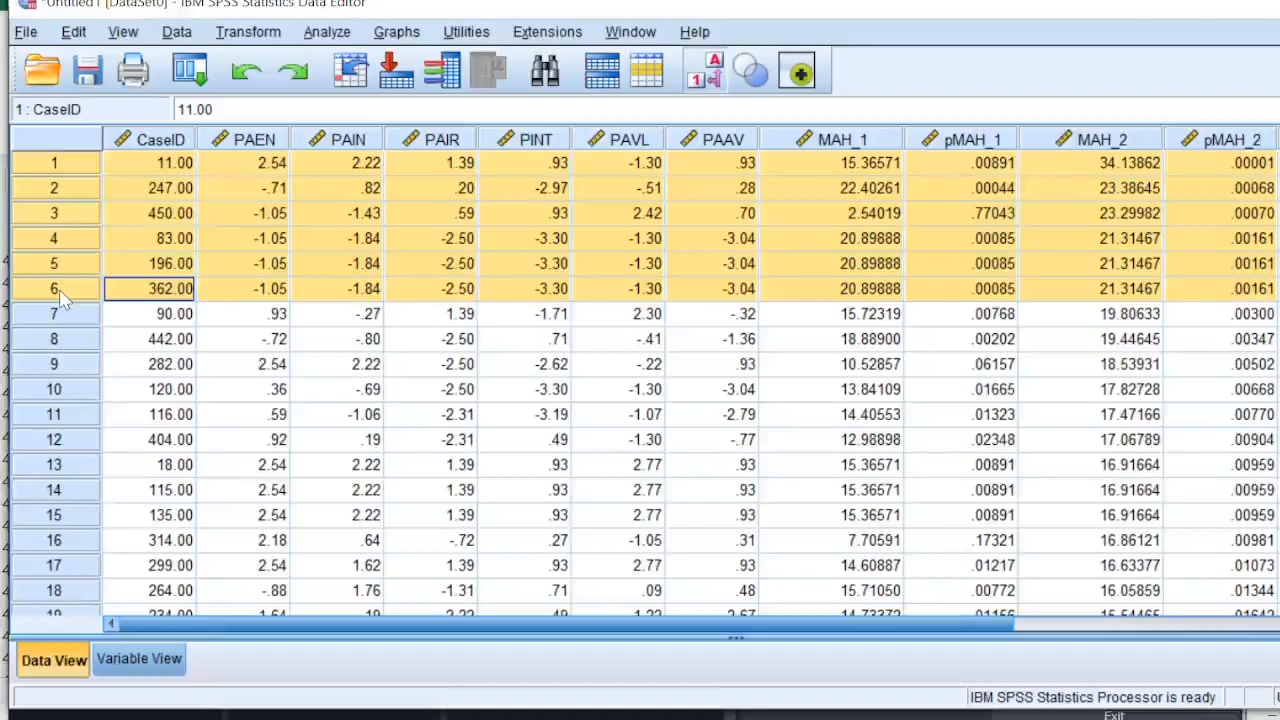 *Untitled1 [DataSet0] - IBM SPSS Statistics Data Editor
File Edit View Data Transform Analyze Graphs Utilities Extensions Window Help
1 : CaseID 11.00
CaseID PAEN PAIN PAIR PINT PAVL PAAV MAH_1 pMAH_1 MAH_2 pMAH_2
1 11.00 2.54 2.22 1.39 .93 -1.30 .93 15.36571 .00891 34.13862 .00001
2 247.00 -.71 .82 .20 -2.97 -.51 .28 22.40261 .00044 23.38645 .00068
3 450.00 -1.05 -1.43 .59 .93 2.42 .70 2.54019 .77043 23.29982 .00070
4 83.00 -1.05 -1.84 -2.50 -3.30 -1.30 -3.04 20.89888 .00085 21.31467 .00161
5 196.00 -1.05 -1.84 -2.50 -3.30 -1.30 -3.04 20.89888 .00085 21.31467 .00161
6 362.00 -1.05 -1.84 -2.50 -3.30 -1.30 -3.04 20.89888 .00085 21.31467 .00161
7 90.00 .93 -.27 1.39 -1.71 2.30 -.32 15.72319 .00768 19.80633 .00300
8 442.00 -.72 -.80 -2.50 .71 -.41 -1.36 18.88900 .00202 19.44645 .00347
9 282.00 2.54 2.22 -2.50 -2.62 -.22 .93 10.52857 .06157 18.53931 .00502
10 120.00 .36 -.69 -2.50 -3.30 -1.30 -3.04 13.84109 .01665 17.82728 .00668
11 116.00 .59 -1.06 -2.31 -3.19 -1.07 -2.79 14.40553 .01323 17.47166 .00770
12 404.00 .92 .19 -2.31 .49 -1.30 -.77 12.98898 .02348 17.06789 .00904
13 18.00 2.54 2.22 1.39 .93 2.77 .93 15.36571 .00891 16.91664 .00959
14 115.00 2.54 2.22 1.39 .93 2.77 .93 15.36571 .00891 16.91664 .00959
15 135.00 2.54 2.22 1.39 .93 2.77 .93 15.36571 .00891 16.91664 .00959
16 314.00 2.18 .64 -.72 .27 -1.05 .31 7.70591 .17321 16.86121 .00981
17 299.00 2.54 1.62 1.39 .93 2.77 .93 14.60887 .01217 16.63377 .01073
18 264.00 -.88 1.76 -1.31 .71 .09 .48 15.71050 .00772 16.05859 .01344
Data View Variable View
IBM SPSS Statistics Processor is ready
Exit